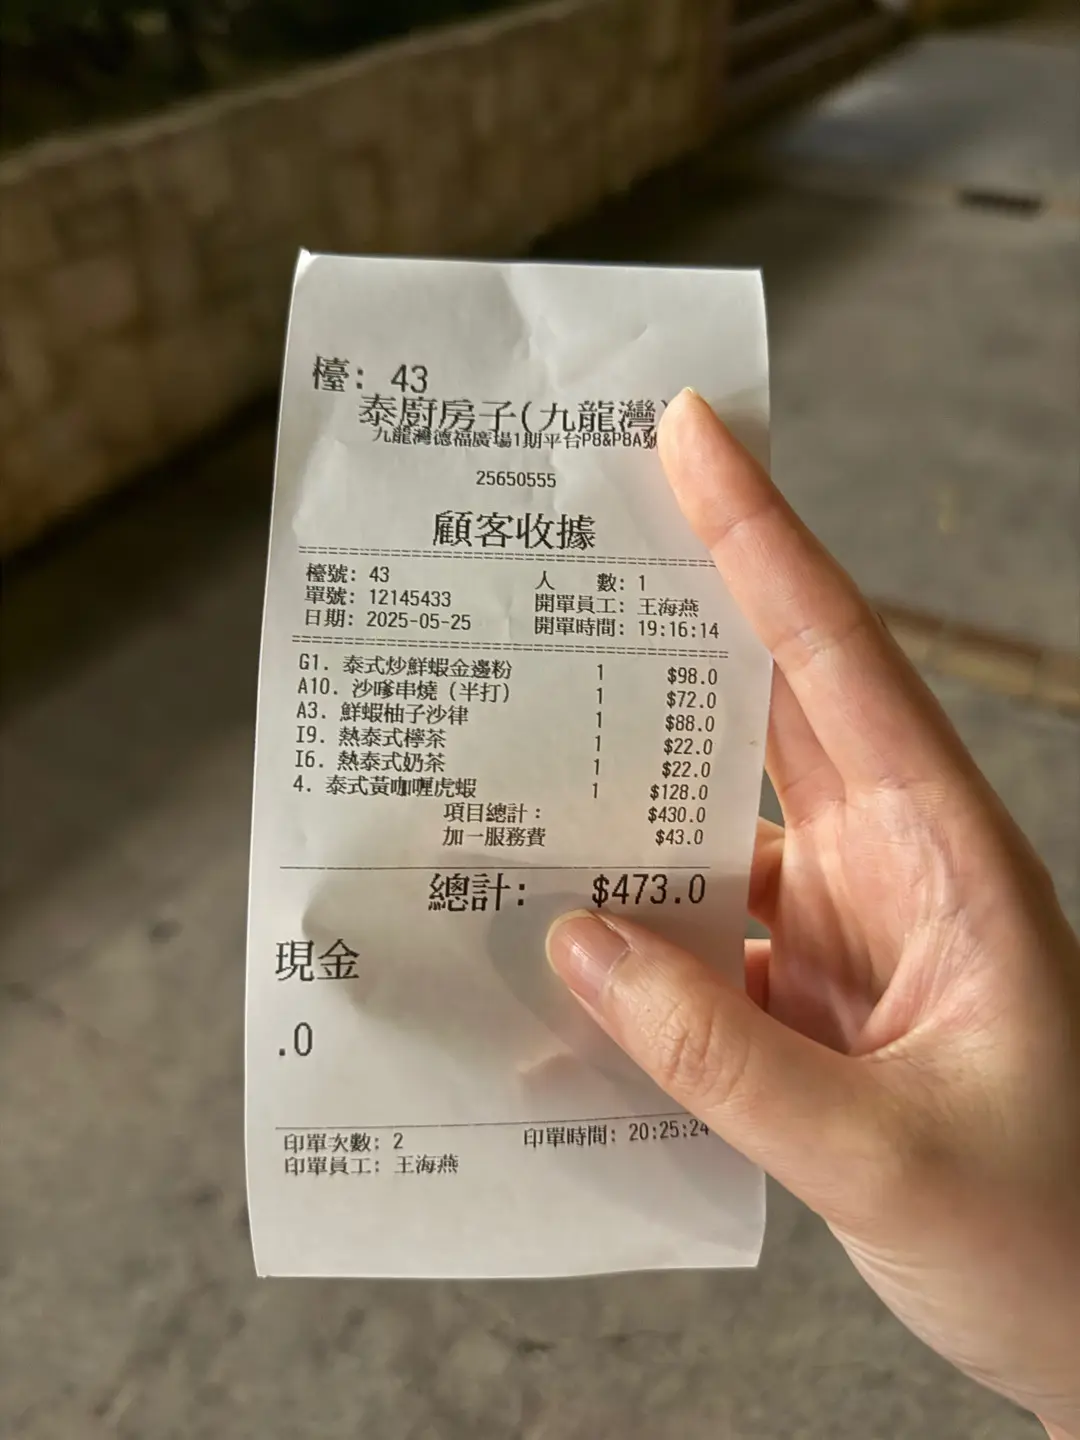 檯: 43
泰廚房子(九龍灣)
九龍灣德福廣場1期平台P8&P8A號
25650555
顧客收據
檯號: 43 人 數: 1
單號: 12145433 開單員工: 王海燕
日期: 2025-05-25 開單時間: 19:16:14
G1. 泰式炒鮮蝦金邊粉 1 $98.0
A10. 沙嗲串燒 (半打) 1 $72.0
A3. 鮮蝦柚子沙律 1 $88.0
I9. 熱泰式檸茶 1 $22.0
I6. 熱泰式奶茶 1 $22.0
4. 泰式黃咖喱虎蝦 1 $128.0
項目總計: $430.0
加一服務費 $43.0
總計: $473.0
現金
.0
印單次數: 2 印單時間: 20:25:24
印單員工: 王海燕